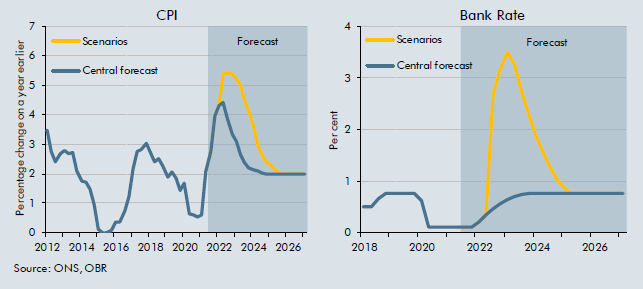 CPI
Percentage change on a year earlier
7
6
5
4
3
2
1
0
Scenarios
Central forecast
Forecast
2012 2014 2016 2018 2020 2022 2024 2026
Bank Rate
Per cent
4
3
2
1
0
Scenarios
Central forecast
Forecast
2018 2020 2022 2024 2026
Source: ONS, OBR